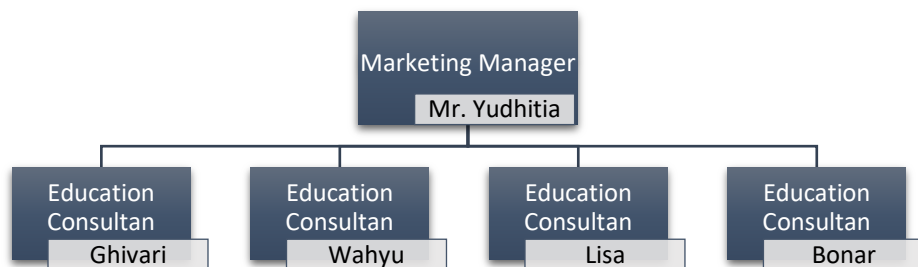 Marketing Manager
Mr. Yudhitia
Education
Consultan
Ghivari
Education
Consultan
Wahyu
Education
Consultan
Lisa
Education
Consultan
Bonar